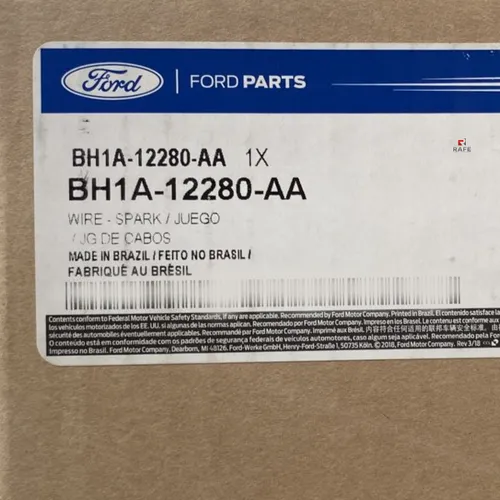 Ford
FORD PARTS
RAFE
BH1A-12280-AA 1X
BH1A-12280-AA
WIRE - SPARK / JUEGO
/ JG DE CABOS
MADE IN BRAZIL / FEITO NO BRASIL /
FABRIQUÉ AU BRÉSIL
Contents conform to Federal Motor Vehicle Safety Standards, if any are applicable. Recommended by Ford Motor Company. Printed in Brazil. El contenido satisface la
los vehículos motorizados de los EE. UU. si algunas de las normas son aplicables. Recomendado por Ford Motor Company. Impreso en Brasil. Le contenu est conforme aux
sécurité des automobiles éventuellement applicables. Recommandé par Ford Motor Company. Imprimé au Brésil.
O conteúdo está em conformidade com os padrões de segurança federais de veículos automotores, caso algum deles seja aplicável. Recomendado pela Ford Motor Company.
Impresso no Brasil. Ford Motor Company, Dearborn, MI 48126. Ford-Werke GmbH, Henry-Ford-Straße 1, 50735 Köln. © 2018, Ford Motor Company. Rev 3/18